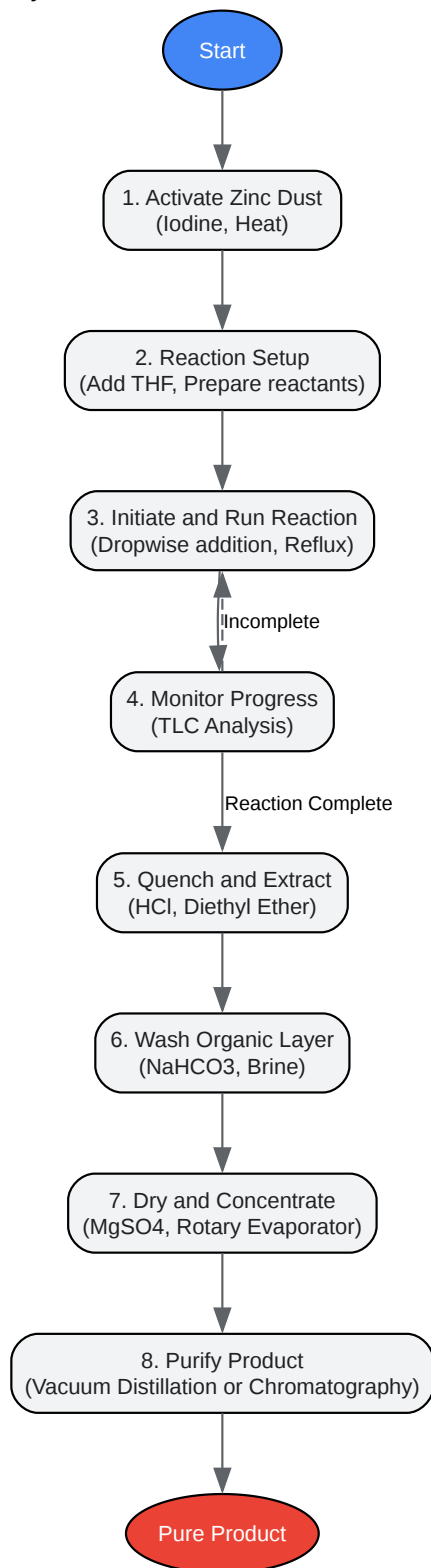 Start
1. Activate Zinc Dust
(Iodine, Heat)
2. Reaction Setup
(Add THF, Prepare reactants)
3. Initiate and Run Reaction
(Dropwise addition, Reflux)
Incomplete
4. Monitor Progress
(TLC Analysis)
Reaction Complete
5. Quench and Extract
(HCl, Diethyl Ether)
6. Wash Organic Layer
(NaHCO3, Brine)
7. Dry and Concentrate
(MgSO4, Rotary Evaporator)
8. Purify Product
(Vacuum Distillation or Chromatography)
Pure Product